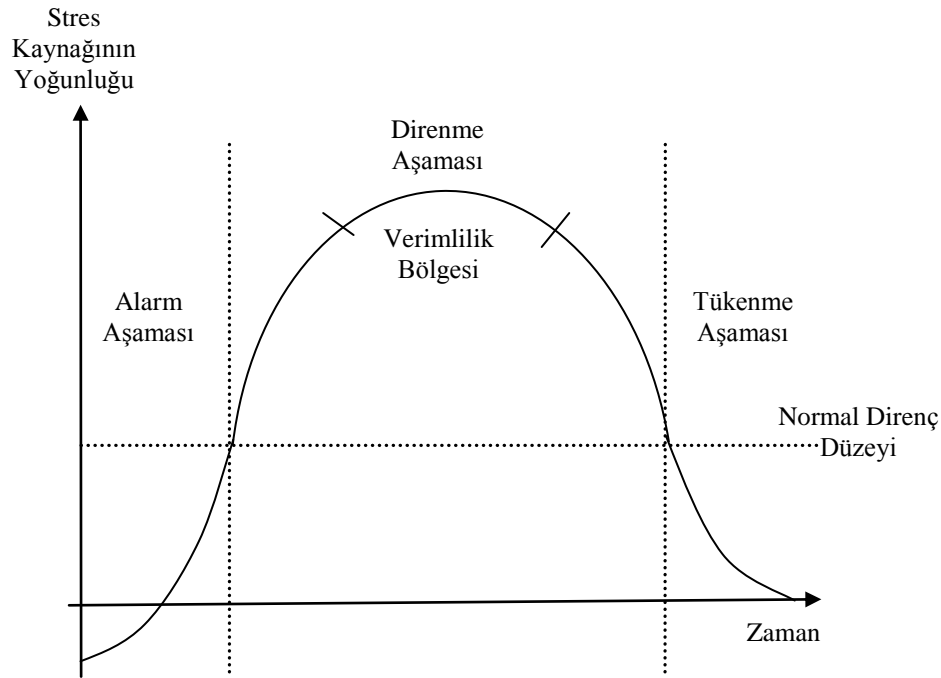 Stres
Kaynağının
Yoğunluğu
Direnme
Aşaması
Verimlilik
Bölgesi
Alarm
Aşaması
Tükenme
Aşaması
Normal Direnç
Düzeyi
Zaman